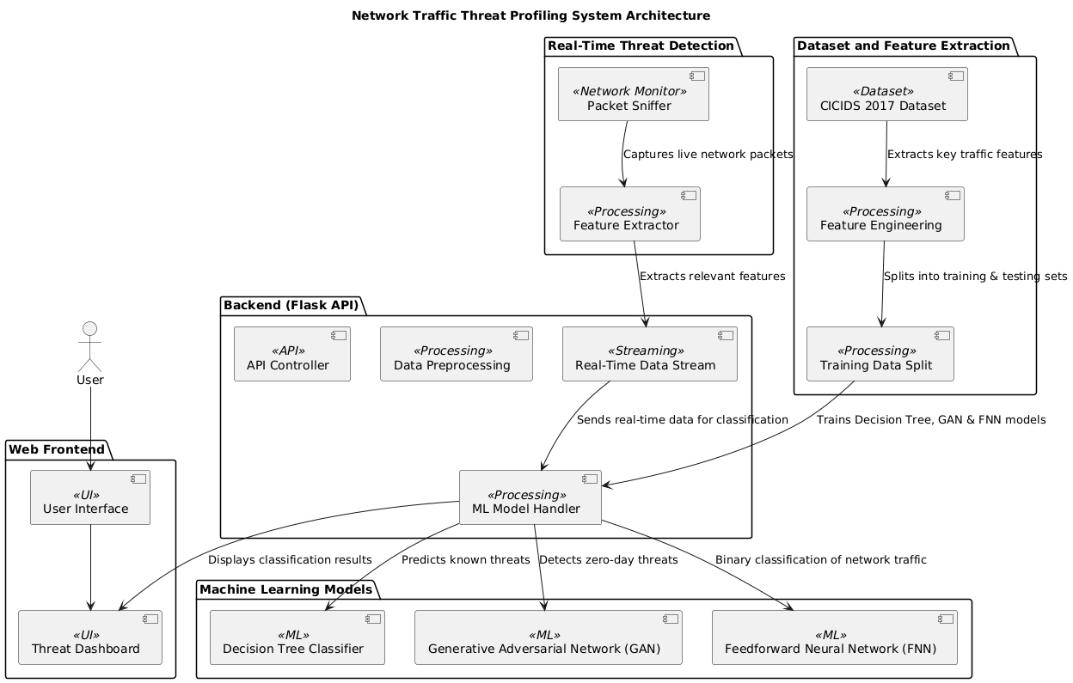 Network Traffic Threat Profiling System Architecture
Real-Time Threat Detection
«Network Monitor»
Packet Sniffer
Captures live network packets
«Processing»
Feature Extractor
Extracts relevant features
Dataset and Feature Extraction
«Dataset»
CICIDS 2017 Dataset
Extracts key traffic features
«Processing»
Feature Engineering
Splits into training & testing sets
«Processing»
Training Data Split
Trains Decision Tree, GAN & FNN models
Backend (Flask API)
«API»
API Controller
«Processing»
Data Preprocessing
«Streaming»
Real-Time Data Stream
Sends real-time data for classification
«Processing»
ML Model Handler
User
Web Frontend
«UI»
User Interface
«UI»
Threat Dashboard
Displays classification results
Predicts known threats
Detects zero-day threats
Binary classification of network traffic
Machine Learning Models
«ML»
Decision Tree Classifier
«ML»
Generative Adversarial Network (GAN)
«ML»
Feedforward Neural Network (FNN)